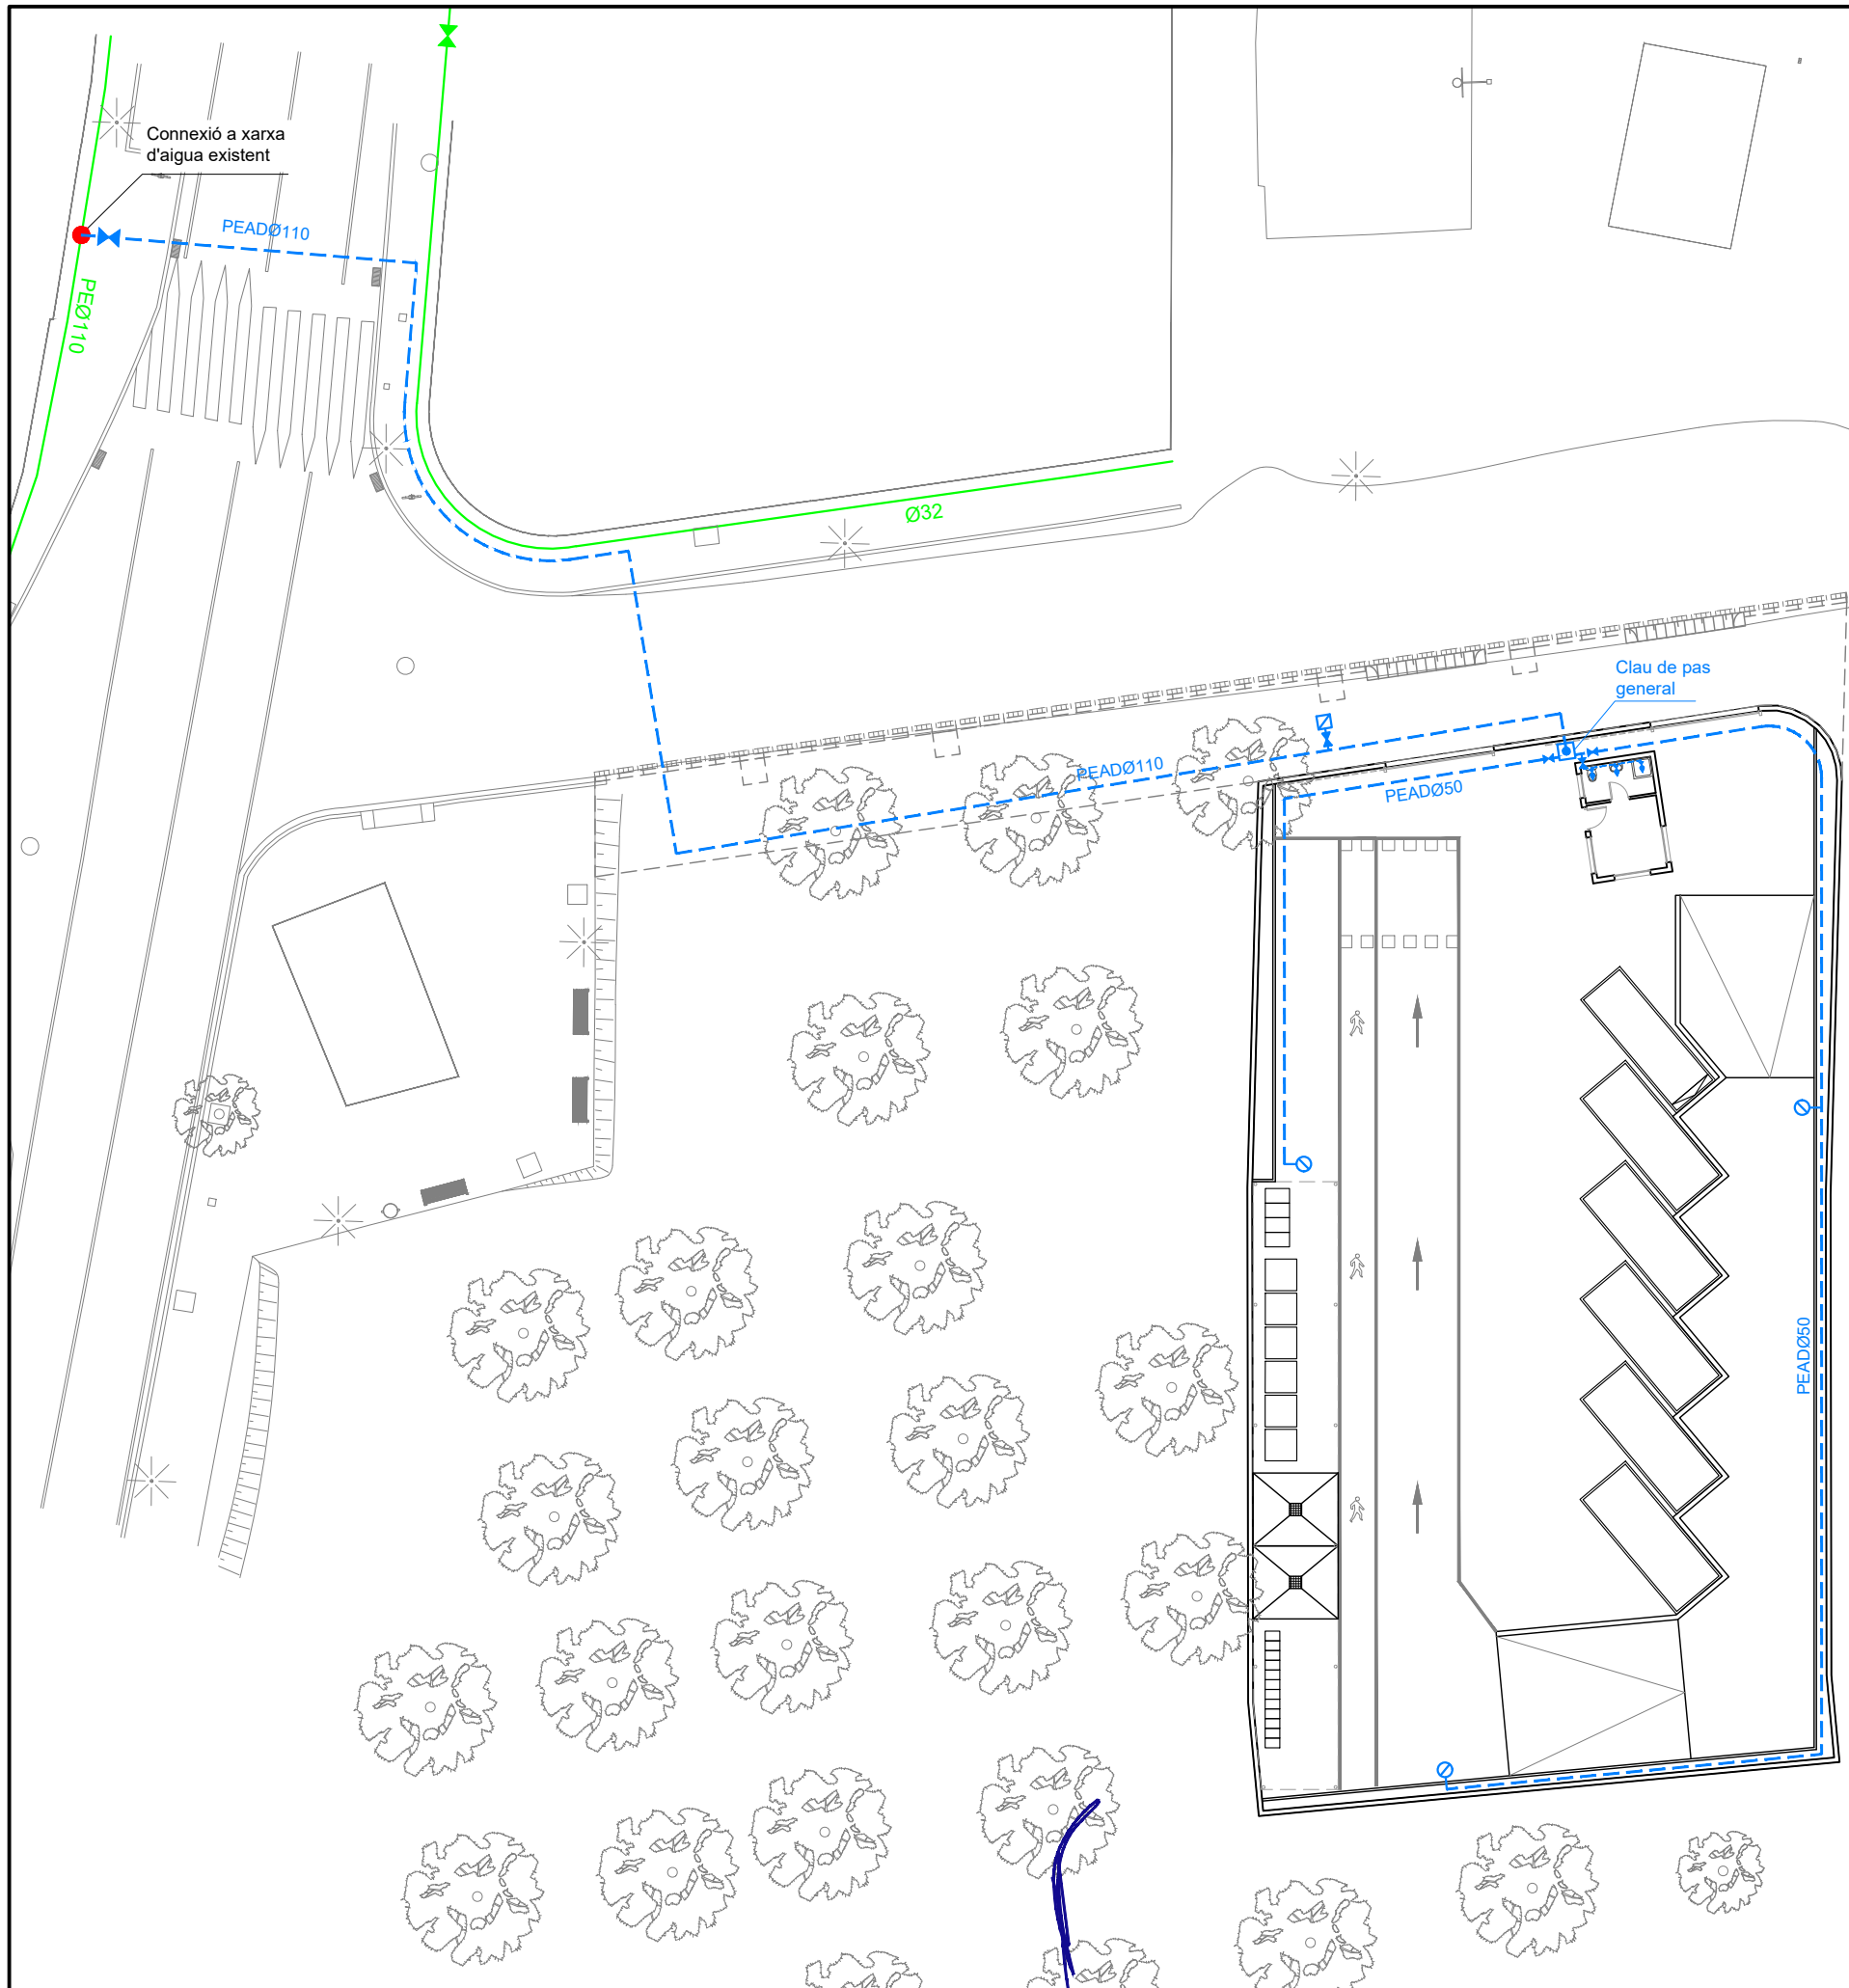 Connexió a xarxa
d'aigua existent
PEADØ110
PEØ110
Ø32
Clau de pas
general
PEADØ110
PEADØ50
PEADØ50